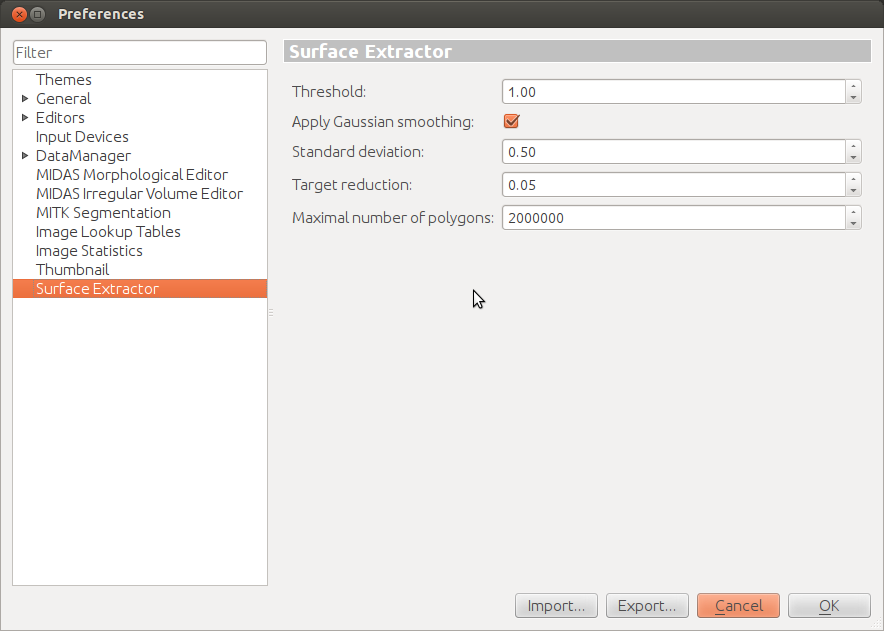 Preferences
Filter
Themes
General
Editors
Input Devices
DataManager
MIDAS Morphological Editor
MIDAS Irregular Volume Editor
MITK Segmentation
Image Lookup Tables
Image Statistics
Thumbnail
Surface Extractor
Surface Extractor
Threshold: 1.00
Apply Gaussian smoothing:
Standard deviation: 0.50
Target reduction: 0.05
Maximal number of polygons: 2000000
Import... Export... Cancel OK